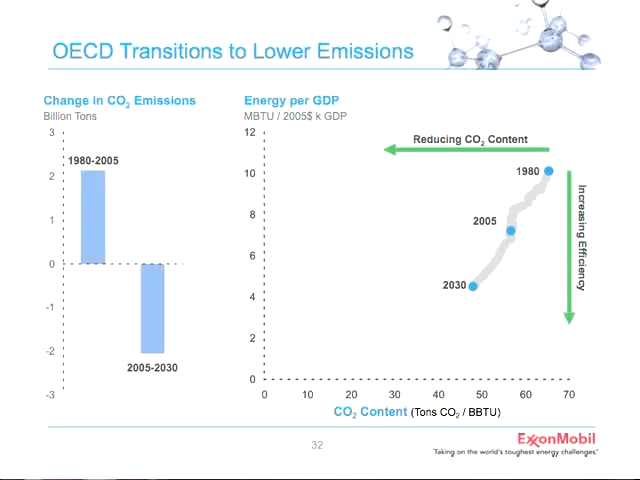 OECD Transitions to Lower Emissions
Change in CO₂ Emissions
Billion Tons
3
1980-2005
2
1
0
-1
-2
2005-2030
-3
Energy per GDP
MBTU / 2005$ k GDP
12
Reducing CO₂ Content
10
1980
8
2005
6
2030
4
2
0
Increasing Efficiency
0 10 20 30 40 50 60 70
CO₂ Content (Tons CO₂ / BBTU)
32
ExxonMobil
Taking on the world's toughest energy challenges.™